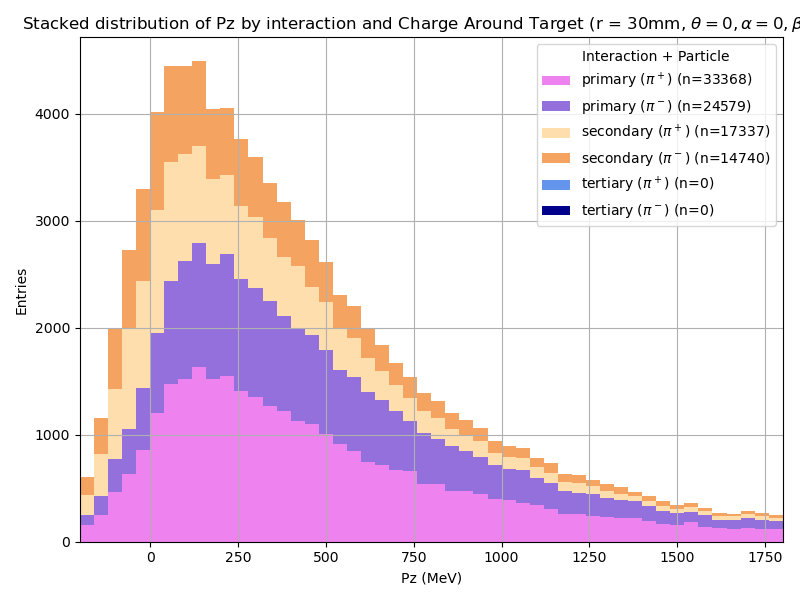 Stacked distribution of Pz by interaction and Charge Around Target (r = 30mm, θ = 0, α = 0, β
Interaction + Particle
primary (π⁺) (n=33368)
primary (π⁻) (n=24579)
secondary (π⁺) (n=17337)
secondary (π⁻) (n=14740)
tertiary (π⁺) (n=0)
tertiary (π⁻) (n=0)
Entries
4000
3000
2000
1000
0
0 250 500 750 1000 1250 1500 1750
Pz (MeV)